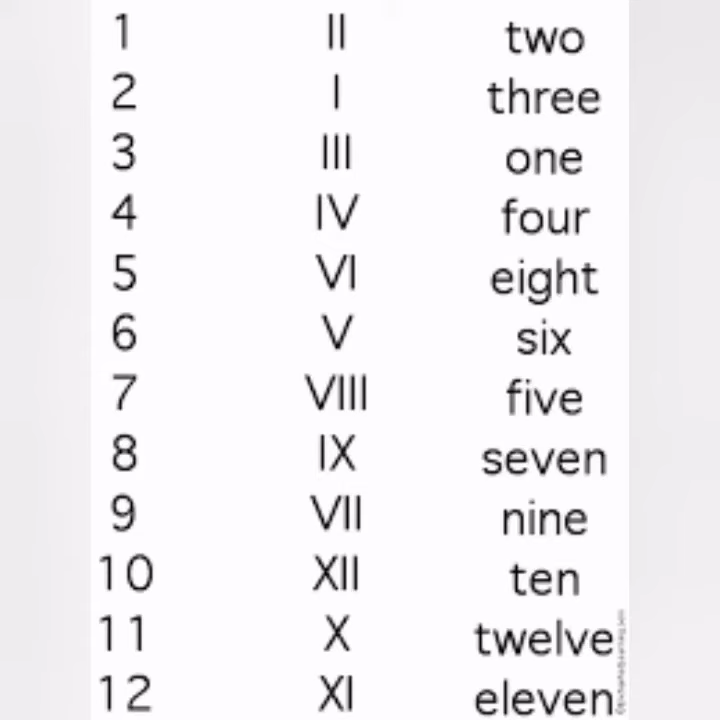 1 II two
2 I three
3 III one
4 IV four
5 VI eight
6 V six
7 VIII five
8 IX seven
9 VII nine
10 XII ten
11 X twelve
12 XI eleven